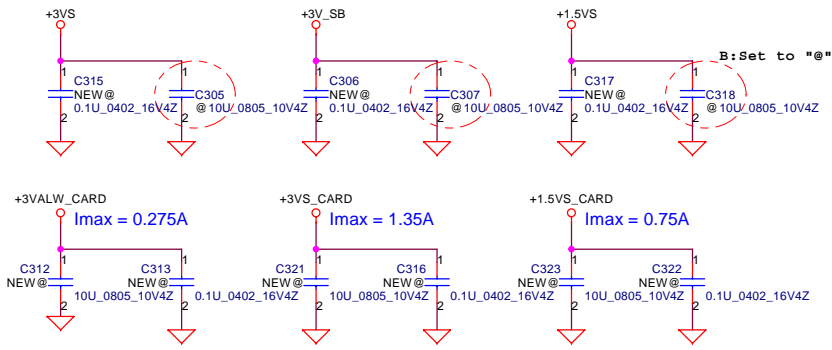 +3VS
+3V_SB
+1.5VS
B:Set to "@"
1
1
1
1
1
1
C315
NEW@
0.1U_0402_16V4Z
C305
@
10U_0805_10V4Z
C306
NEW@
0.1U_0402_16V4Z
C307
@
10U_0805_10V4Z
C317
NEW@
0.1U_0402_16V4Z
C318
@
10U_0805_10V4Z
2
2
2
2
2
2
+3VALW_CARD
Imax = 0.275A
+3VS_CARD
Imax = 1.35A
+1.5VS_CARD
Imax = 0.75A
1
1
1
1
1
1
C312
NEW@
10U_0805_10V4Z
C313
NEW@
0.1U_0402_16V4Z
C321
NEW@
10U_0805_10V4Z
C316
NEW@
0.1U_0402_16V4Z
C323
NEW@
10U_0805_10V4Z
C322
NEW@
0.1U_0402_16V4Z
2
2
2
2
2
2